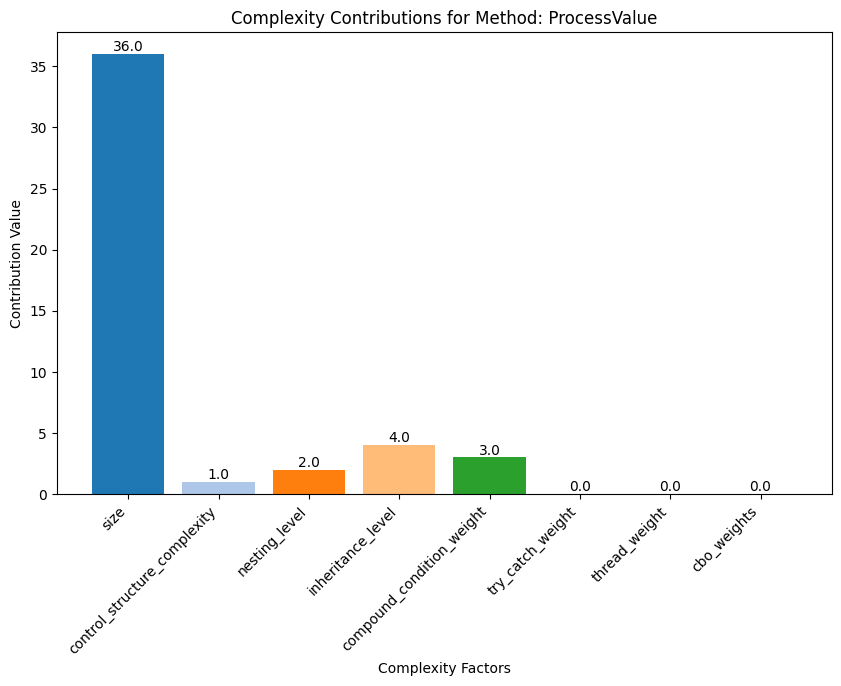 Complexity Contributions for Method: ProcessValue
Contribution Value
35
30
25
20
15
10
5
0
36.0
1.0
2.0
4.0
3.0
0.0
0.0
0.0
size
control_structure_complexity
nesting_level
inheritance_level
compound_condition_weight
try_catch_weight
thread_weight
cbo_weights
Complexity Factors